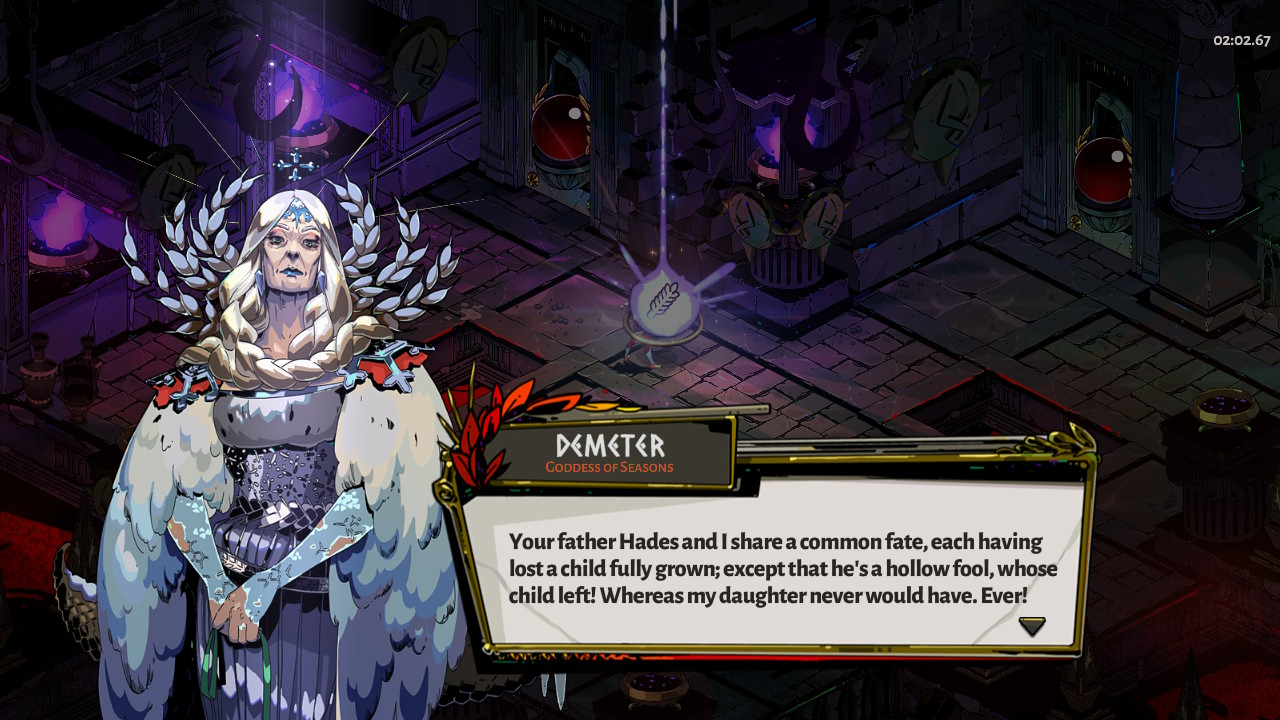 02:02.67
DEMETER
Goddess of Seasons
Your father Hades and I share a common fate, each having
lost a child fully grown; except that he's a hollow fool, whose
child left! Whereas my daughter never would have. Ever!